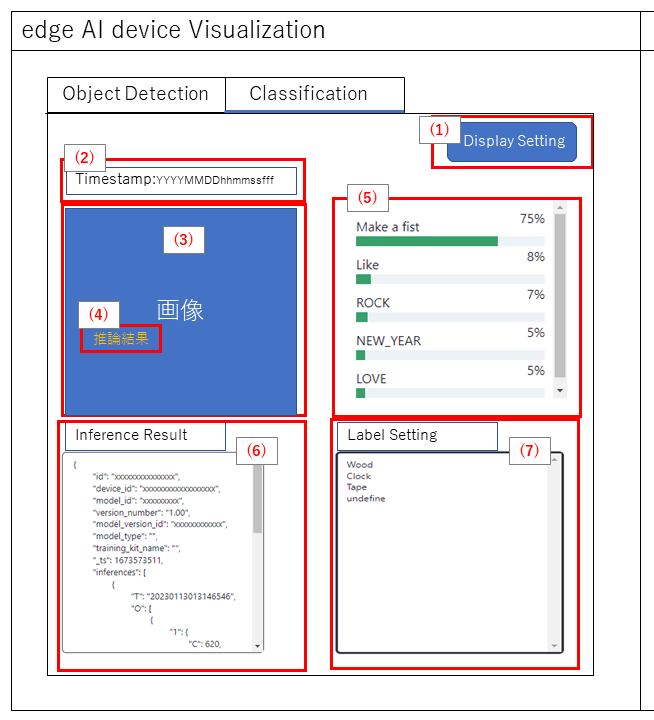 edge AI device Visualization
Object Detection
Classification
(1)
Display Setting
(2)
Timestamp:YYYYMMDDhhmmssfff
(3)
画像
(4)
推論結果
(5)
Make a fist 75%
Like 8%
ROCK 7%
NEW_YEAR 5%
LOVE 5%
Inference Result
(6)
{
"id": "xxxxxxxxxxxxxxx",
"device_id": "xxxxxxxxxxxxxxxxxx",
"model_id": "xxxxxxxxx",
"version_number": "1.00",
"model_version_id": "xxxxxxxxxxxx",
"model_type": "",
"training_kit_name": "",
"_ts": 1673573511,
"inferences": [
{
"T": "20230113013146546",
"O": [
{
"1": {
"C": 620,
Label Setting
(7)
Wood
Clock
Tape
undefine